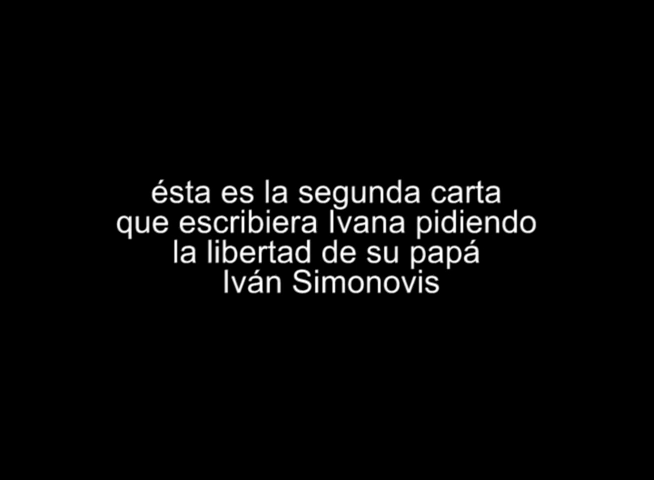 ésta es la segunda carta
que escribiera Ivana pidiendo
la libertad de su papá
Iván Simonovis